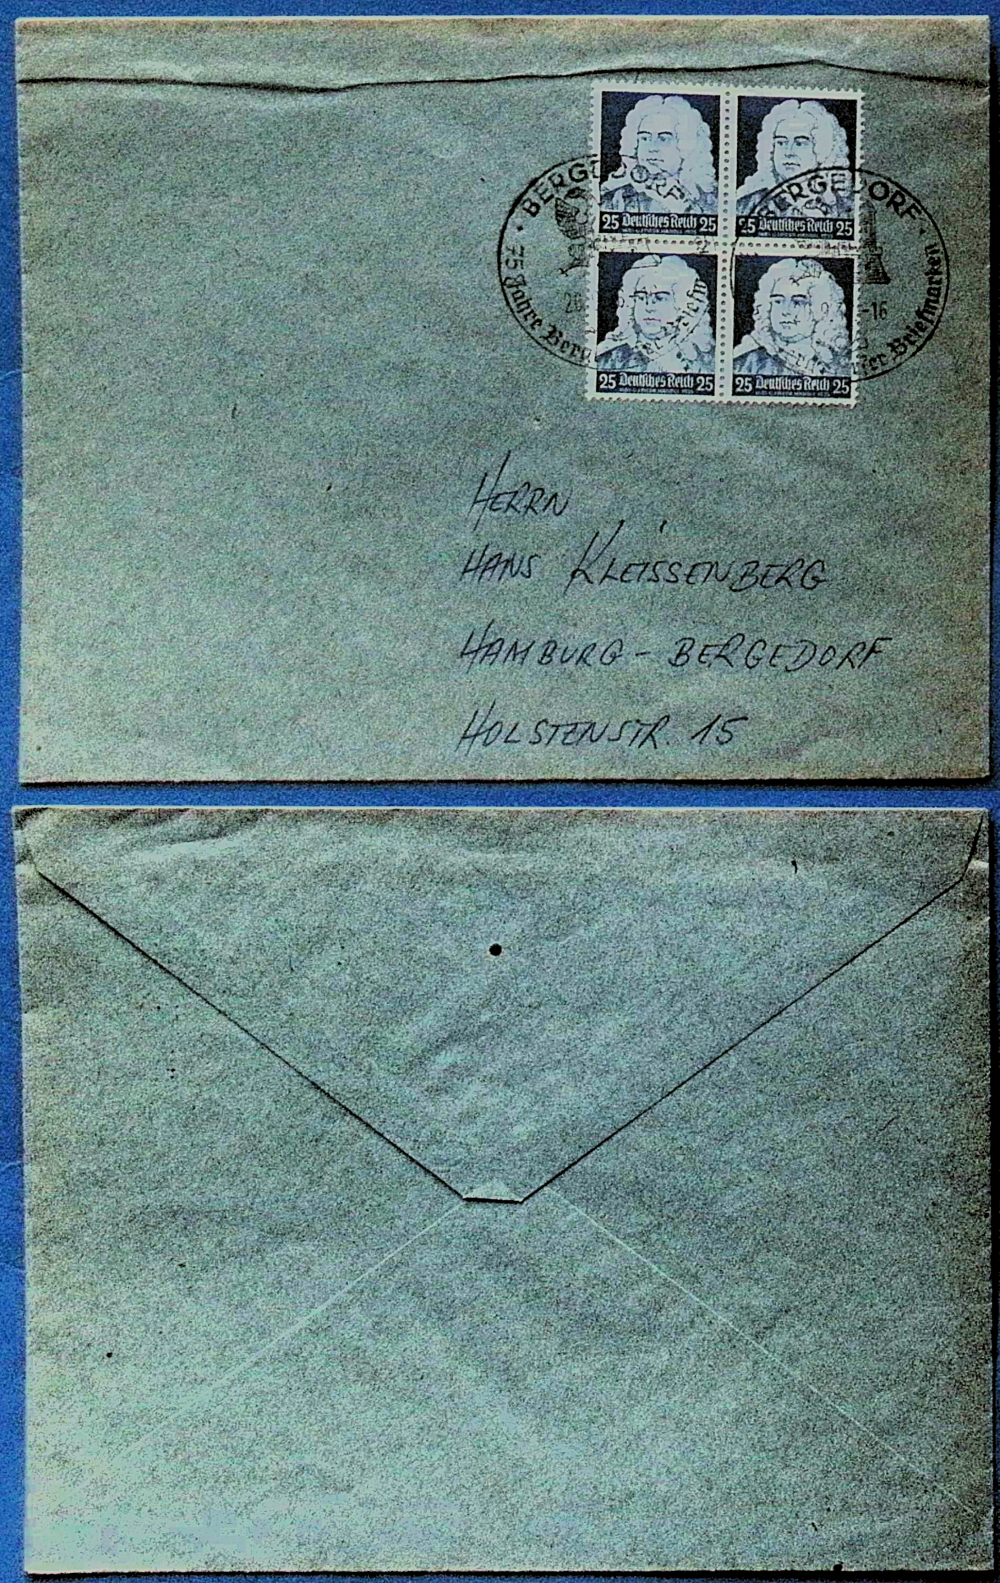 25 Deutsches Reich 25
25 Deutsches Reich 25
25 Deutsches Reich 25
25 Deutsches Reich 25
BERGEDORF
75 Jahre
BERGEDORF
-16
Briefmarken
HERRN
HANS KLEISSENBERG
HAMBURG - BERGEDORF
HOLSTENSTR. 15